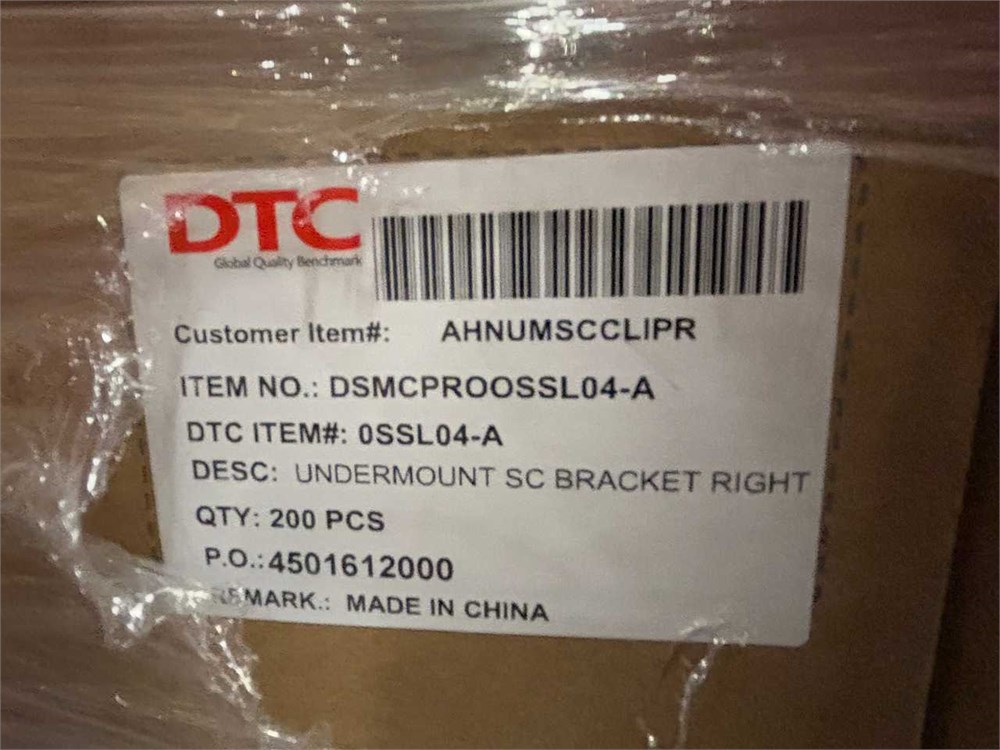 DTC
Global Quality Benchmark
Customer Item#: AHNUMSCCLIPR
ITEM NO.: DSMCPROOSSL04-A
DTC ITEM#: 0SSL04-A
DESC: UNDERMOUNT SC BRACKET RIGHT
QTY: 200 PCS
P.O.:4501612000
REMARK.: MADE IN CHINA